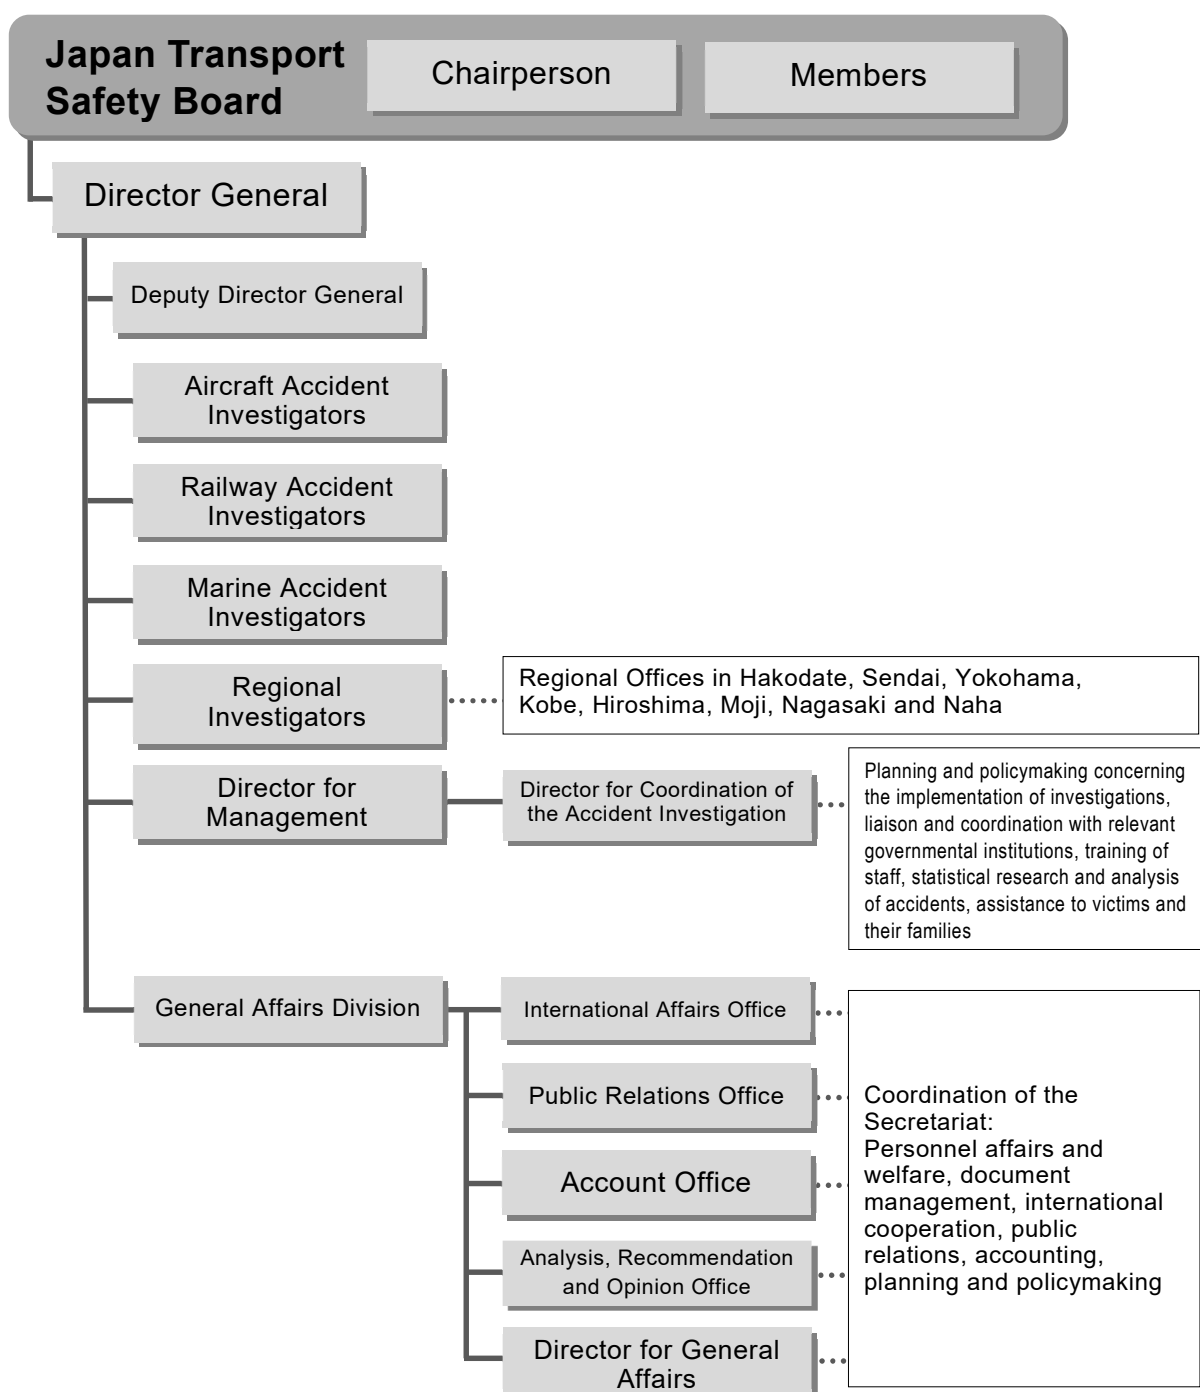 Japan Transport
Safety Board
Chairperson
Members
Director General
Deputy Director General
Aircraft Accident
Investigators
Railway Accident
Investigators
Marine Accident
Investigators
Regional
Investigators
Regional Offices in Hakodate, Sendai, Yokohama,
Kobe, Hiroshima, Moji, Nagasaki and Naha
Director for
Management
Director for Coordination of
the Accident Investigation
Planning and policymaking concerning
the implementation of investigations,
liaison and coordination with relevant
governmental institutions, training of
staff, statistical research and analysis
of accidents, assistance to victims and
their families
General Affairs Division
International Affairs Office
Public Relations Office
Account Office
Analysis, Recommendation
and Opinion Office
Director for General
Affairs
Coordination of the
Secretariat:
Personnel affairs and
welfare, document
management, international
cooperation, public
relations, accounting,
planning and policymaking